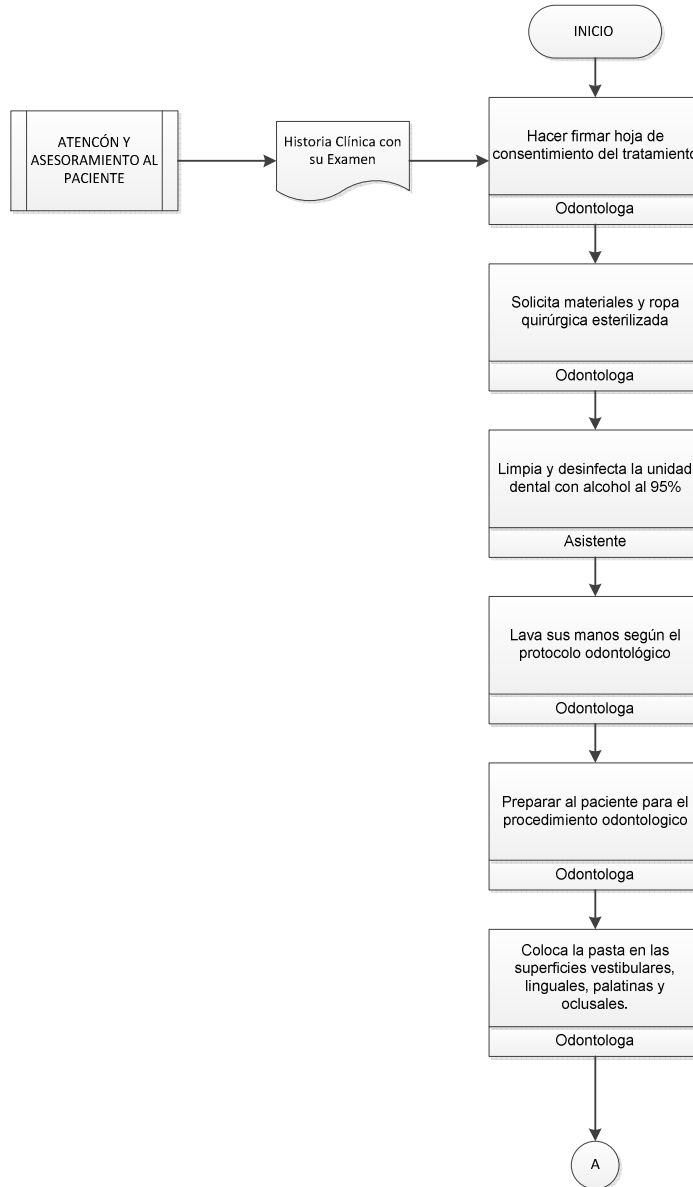 INICIO
ATENCÓN Y
ASESORAMIENTO AL
PACIENTE
Historia Clínica con
su Examen
Hacer firmar hoja de
consentimiento del tratamiento
Odontologa
Solicita materiales y ropa
quirúrgica esterilizada
Odontologa
Limpia y desinfecta la unidad
dental con alcohol al 95%
Asistente
Lava sus manos según el
protocolo odontológico
Odontologa
Preparar al paciente para el
procedimiento odontologico
Odontologa
Coloca la pasta en las
superficies vestibulares,
linguales, palatinas y
oclusales.
Odontologa
A